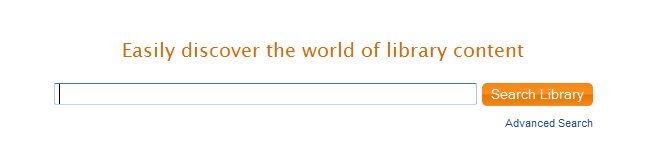 Easily discover the world of library content
Search Library
Advanced Search